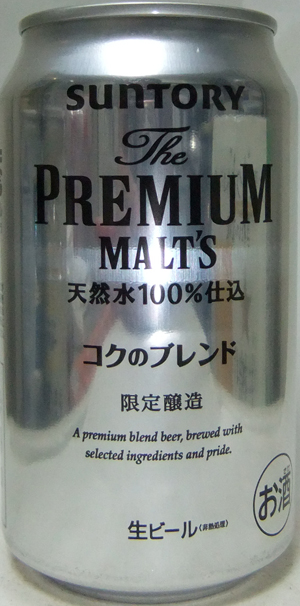 SUNTORY
The
PREMIUM
MALT'S
天然水100%仕込
コクのブレンド
限定醸造
A premium blend beer, brewed with
selected ingredients and pride.
お酒
生ビール〈非熱処理〉